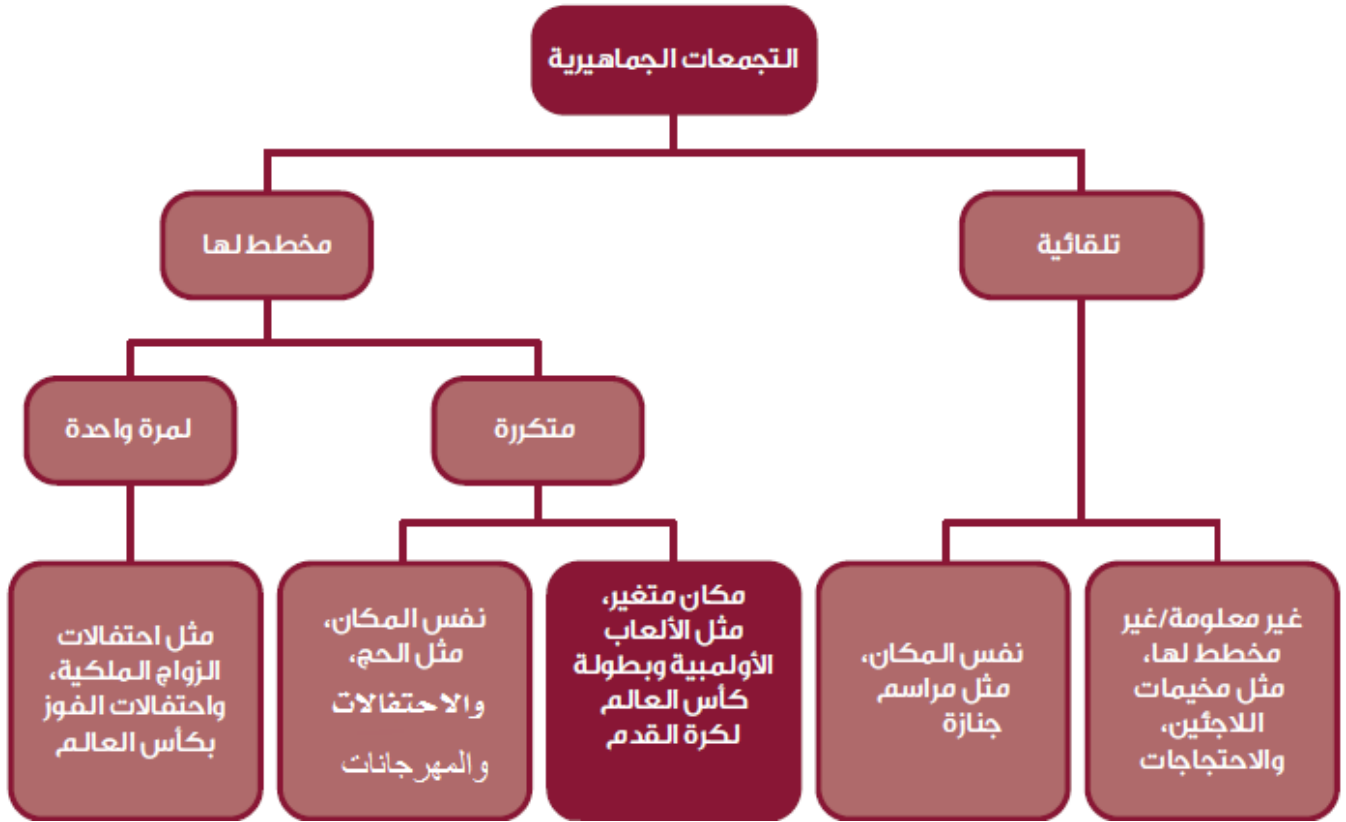 التجمعات الجماهيرية
تلقائية
مخطط لها
متكررة
لمرة واحدة
غير معلومة/غير
مخطط لها،
مثل مخيمات
اللاجئين،
والاحتجاجات
نفس المكان،
مثل مراسم
جنازة
مكان متغير،
مثل الألعاب
الأولمبية وبطولة
كأس العالم
لكرة القدم
نفس المكان،
مثل الحج،
والاحتفالات
والمهرجانات
مثل احتفالات
الزواج الملكية،
واحتفالات الفوز
بكأس العالم